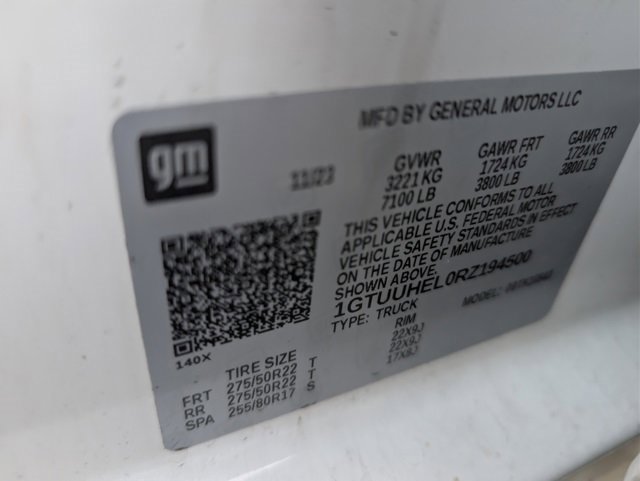 MFD BY GENERAL MOTORS LLC
gm
11/23
GVWR GAWR FRT GAWR RR
3221 KG 1724 KG 1724 KG
7100 LB 3800 LB 3800 LB
THIS VEHICLE CONFORMS TO ALL
APPLICABLE U.S. FEDERAL MOTOR
VEHICLE SAFETY STANDARDS IN EFFECT
ON THE DATE OF MANUFACTURE
SHOWN ABOVE.
1GTUUHEL0RZ194500
TYPE: TRUCK MODEL:
140X
TIRE SIZE RIM
FRT 275/50R22 T 22X9J
RR 275/50R22 T 22X9J
SPA 255/80R17 S 17X8J